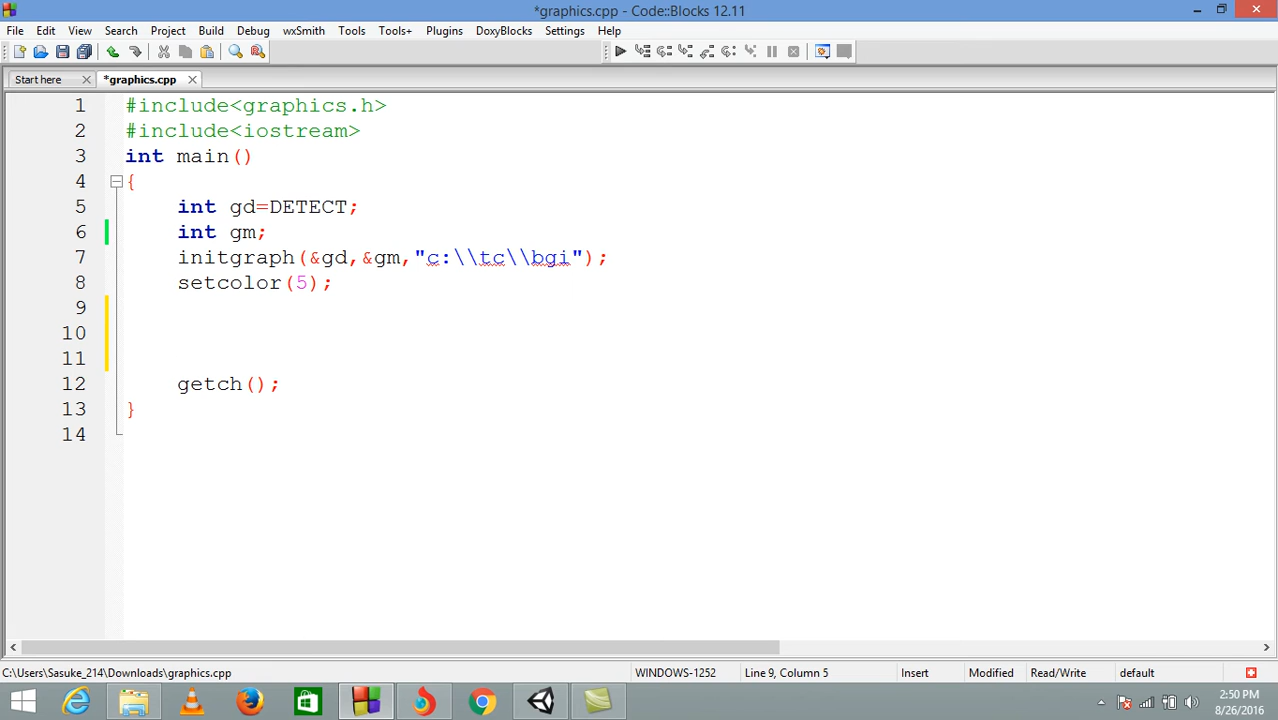 *graphics.cpp - Code::Blocks 12.11
File Edit View Search Project Build Debug wxSmith Tools Tools+ Plugins DoxyBlocks Settings Help
Start here *graphics.cpp
1 #include<graphics.h>
2 #include<iostream>
3 int main()
4 {
5 int gd=DETECT;
6 int gm;
7 initgraph(&gd,&gm,"c:\\tc\\bgi");
8 setcolor(5);
9
10
11
12 getch();
13 }
14
C:\Users\Sasuke_214\Downloads\graphics.cpp WINDOWS-1252 Line 9, Column 5 Insert Modified Read/Write default
2:50 PM
8/26/2016